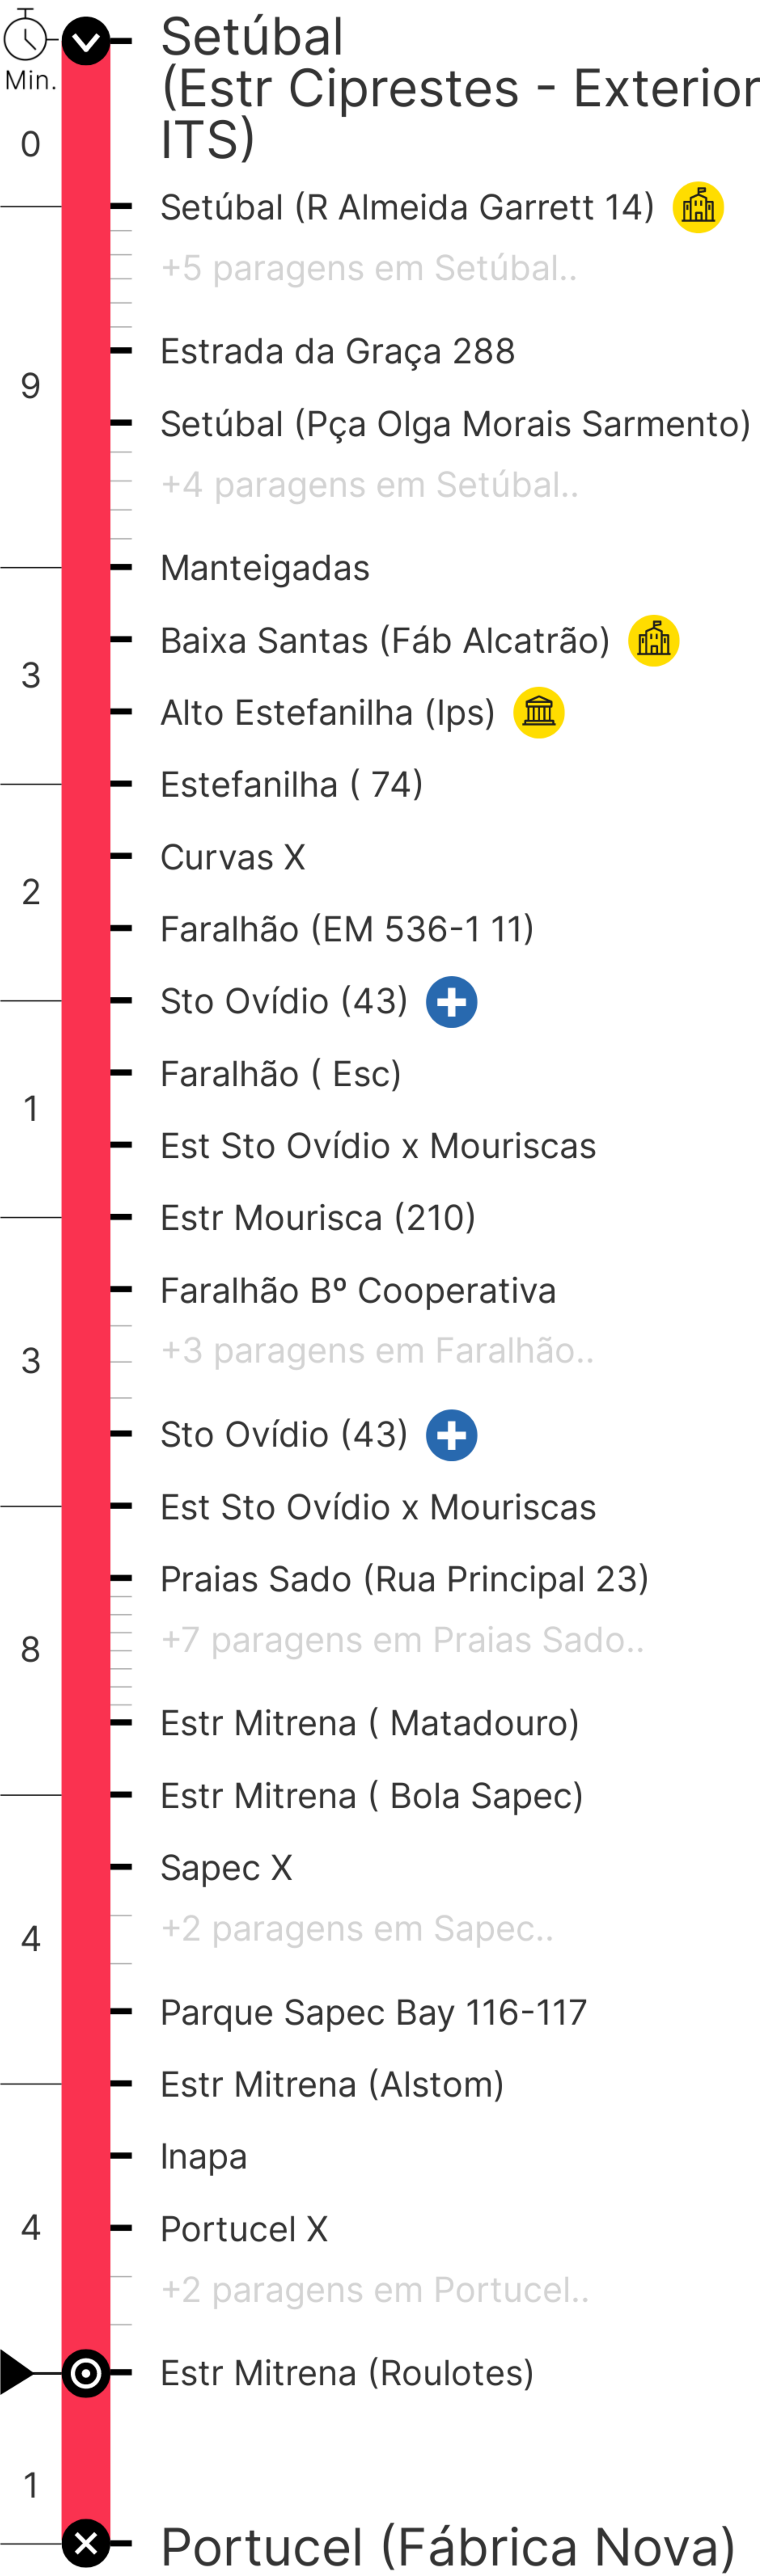 Min.
Setúbal
(Estr Ciprestes - Exterior
ITS)
0
Setúbal (R Almeida Garrett 14)
+5 paragens em Setúbal..
Estrada da Graça 288
9
Setúbal (Pça Olga Morais Sarmento)
+4 paragens em Setúbal..
Manteigadas
Baixa Santas (Fáb Alcatrão)
3
Alto Estefanilha (Ips)
Estefanilha ( 74)
Curvas X
2
Faralhão (EM 536-1 11)
Sto Ovídio (43)
Faralhão ( Esc)
1
Est Sto Ovídio x Mouriscas
Estr Mourisca (210)
Faralhão Bº Cooperativa
+3 paragens em Faralhão..
3
Sto Ovídio (43)
Est Sto Ovídio x Mouriscas
Praias Sado (Rua Principal 23)
+7 paragens em Praias Sado..
8
Estr Mitrena ( Matadouro)
Estr Mitrena ( Bola Sapec)
Sapec X
+2 paragens em Sapec..
4
Parque Sapec Bay 116-117
Estr Mitrena (Alstom)
Inapa
4
Portucel X
+2 paragens em Portucel..
Estr Mitrena (Roulotes)
1
Portucel (Fábrica Nova)